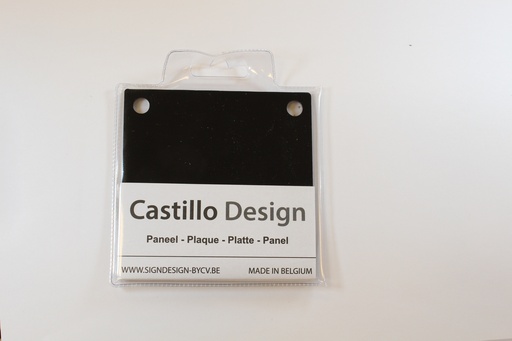 Castillo Design
Paneel - Plaque - Platte - Panel
WWW.SIGNDESIGN-BYCV.BE MADE IN BELGIUM